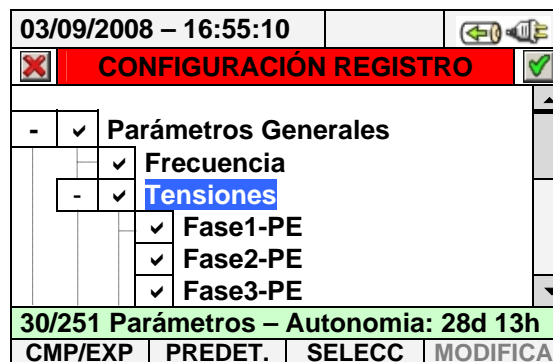 03/09/2008 – 16:55:10
CONFIGURACIÓN REGISTRO
- Parámetros Generales
Frecuencia
- Tensiones
Fase1-PE
Fase2-PE
Fase3-PE
30/251 Parámetros – Autonomia: 28d 13h
CMP/EXP PREDET. SELECC MODIFICA